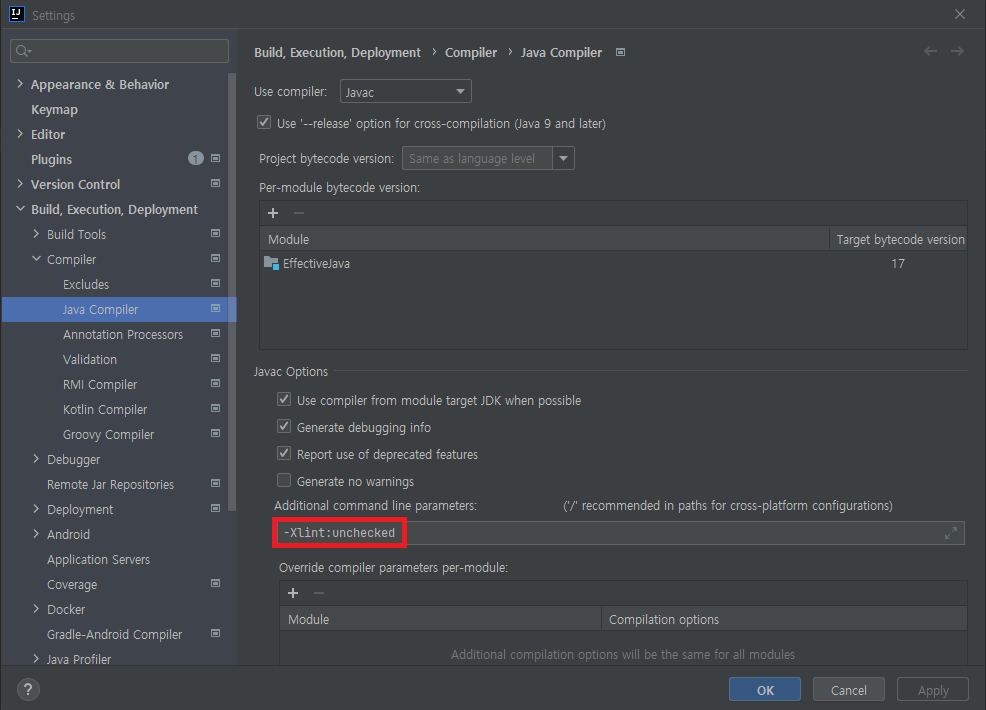 IJ Settings
Build, Execution, Deployment › Compiler › Java Compiler
Appearance & Behavior
Keymap
Editor
Plugins 1
Version Control
Build, Execution, Deployment
Build Tools
Compiler
Excludes
Java Compiler
Annotation Processors
Validation
RMI Compiler
Kotlin Compiler
Groovy Compiler
Debugger
Remote Jar Repositories
Deployment
Android
Application Servers
Coverage
Docker
Gradle-Android Compiler
Java Profiler
Use compiler: Javac
Use '--release' option for cross-compilation (Java 9 and later)
Project bytecode version: Same as language level
Per-module bytecode version:
+ −
Module Target bytecode version
EffectiveJava 17
Javac Options
Use compiler from module target JDK when possible
Generate debugging info
Report use of deprecated features
Generate no warnings
Additional command line parameters: ('/' recommended in paths for cross-platform configurations)
-Xlint:unchecked
Override compiler parameters per-module:
+ −
Module Compilation options
Additional compilation options will be the same for all modules
? OK Cancel Apply